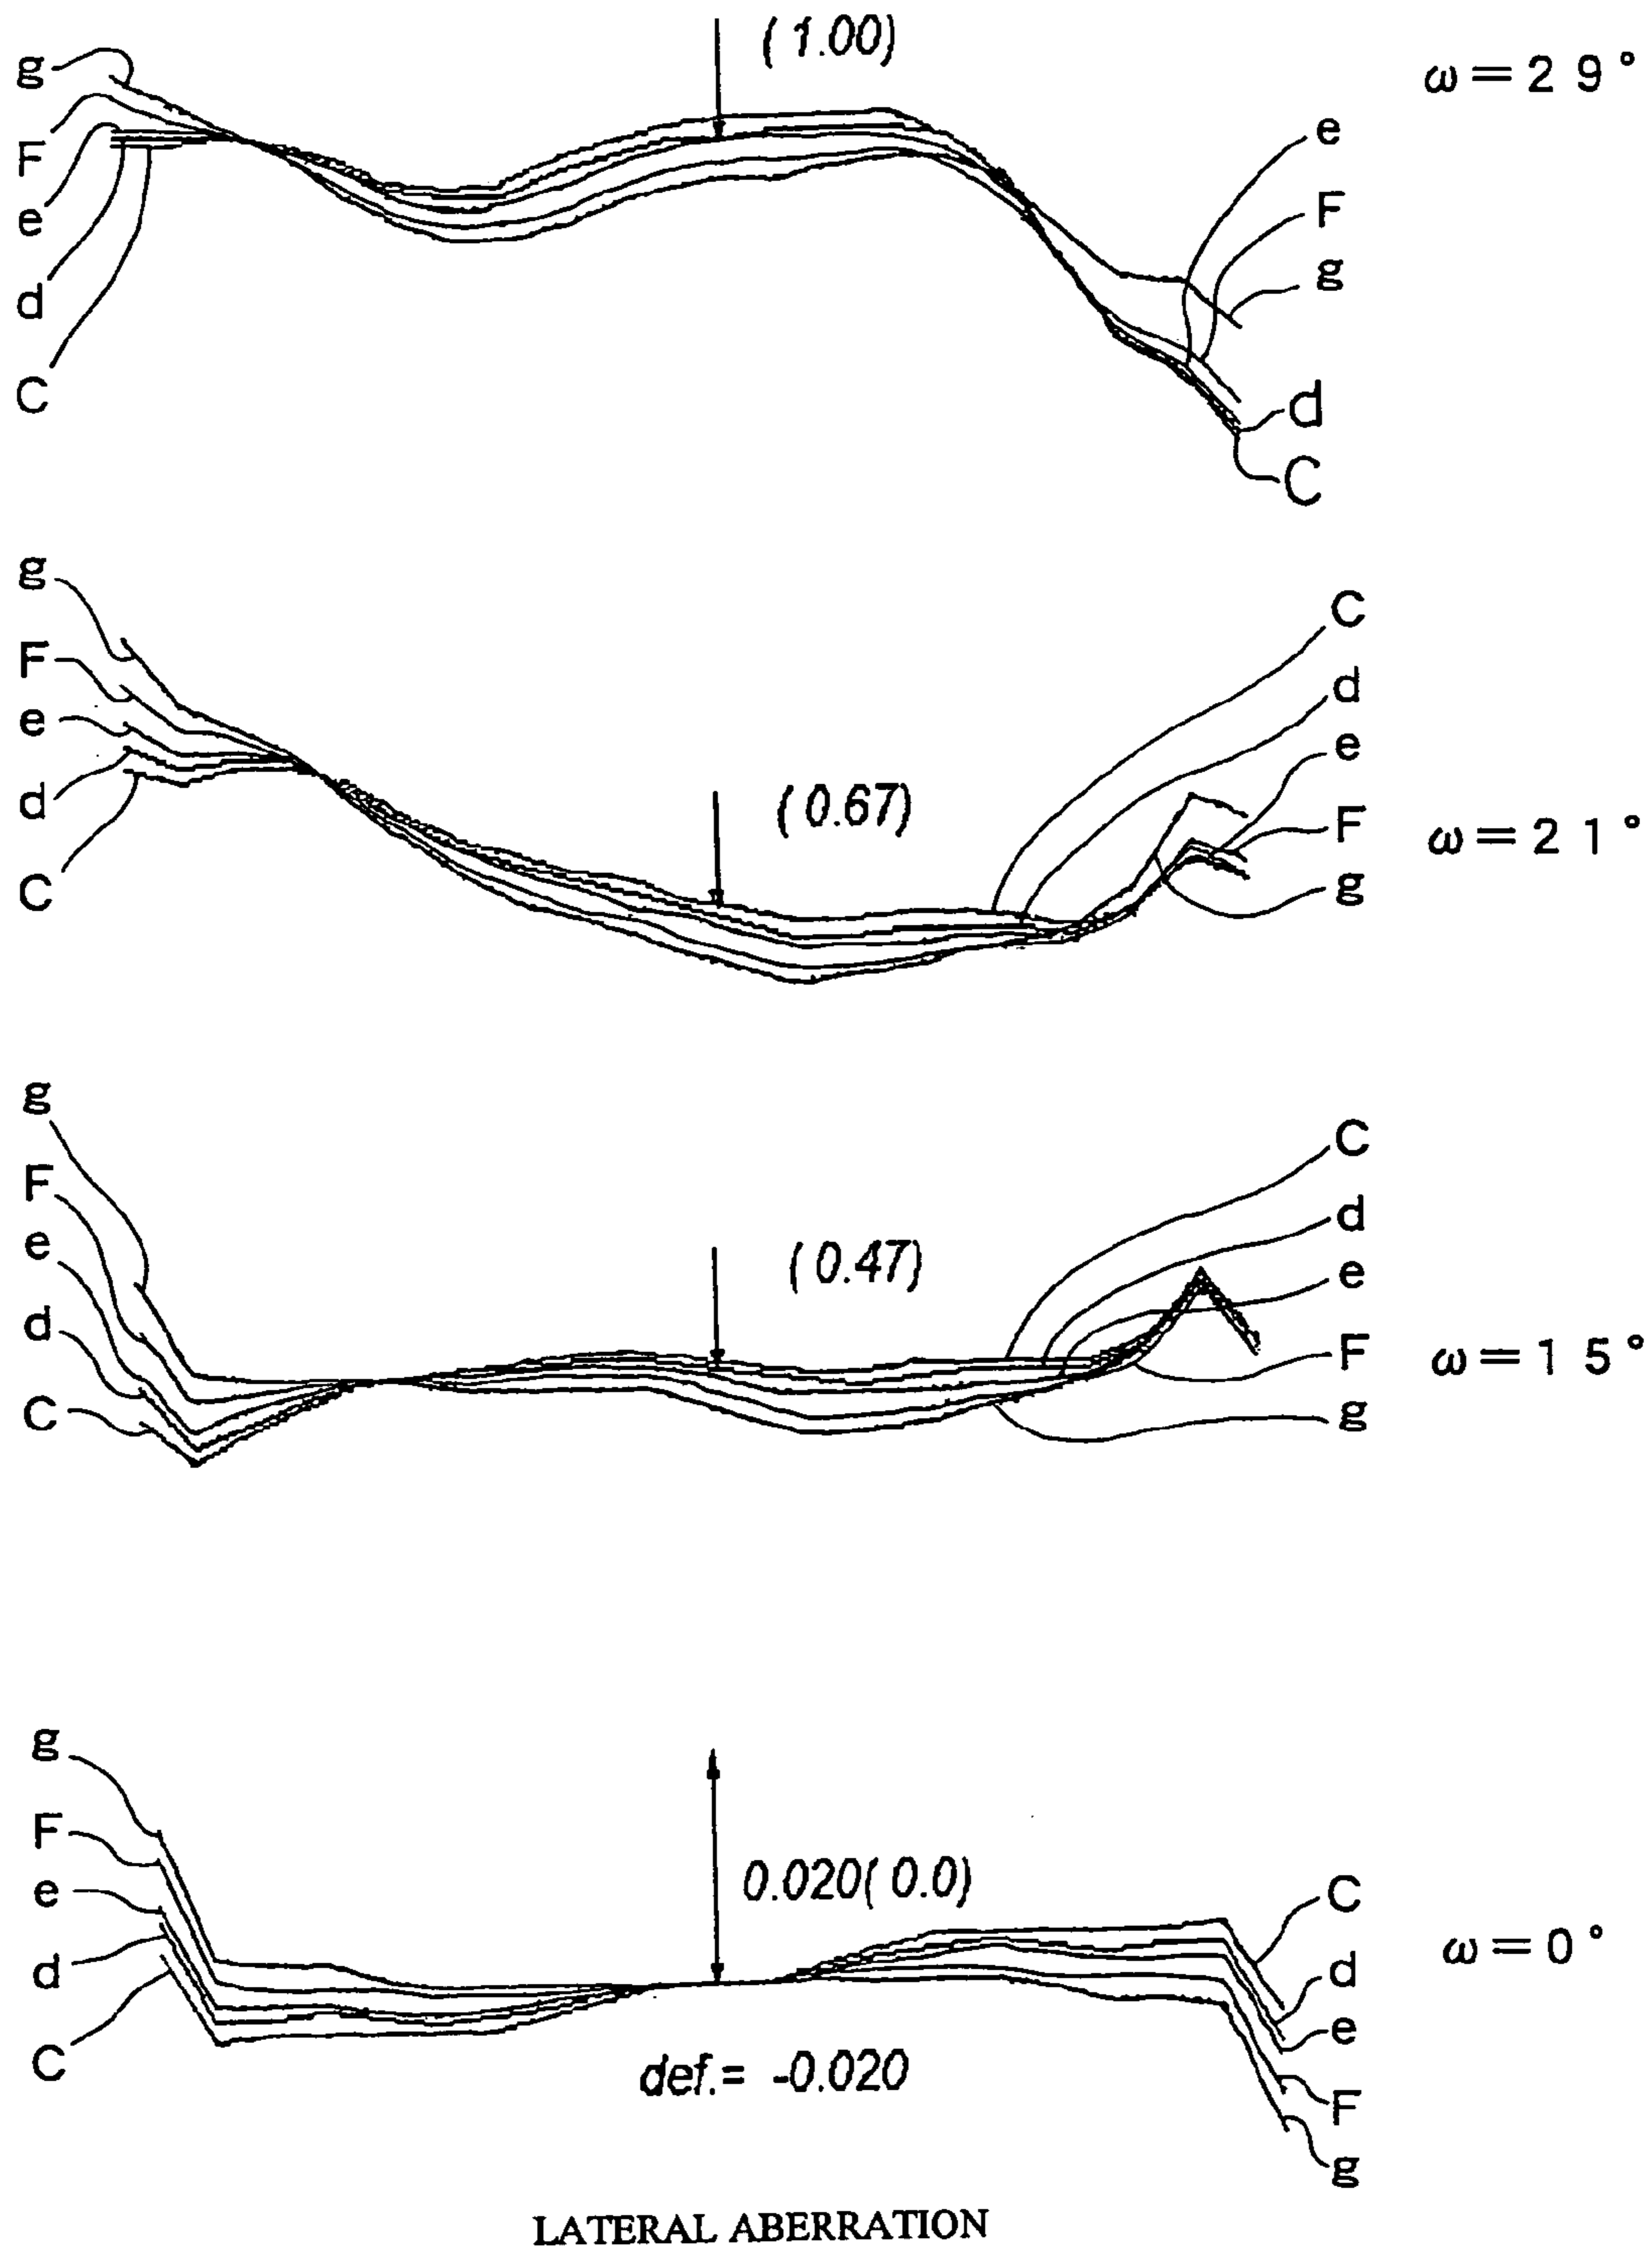 (1.00)
ω=29°
g
F
e
d
C
e
F
g
d
C
g
F
e
d
C
(0.67)
C
d
e
F
g
ω=21°
g
F
e
d
C
(0.47)
C
d
e
F
g
ω=15°
g
F
e
d
C
0.020(0.0)
C
d
e
F
g
ω=0°
def.= -0.020
LATERAL ABERRATION